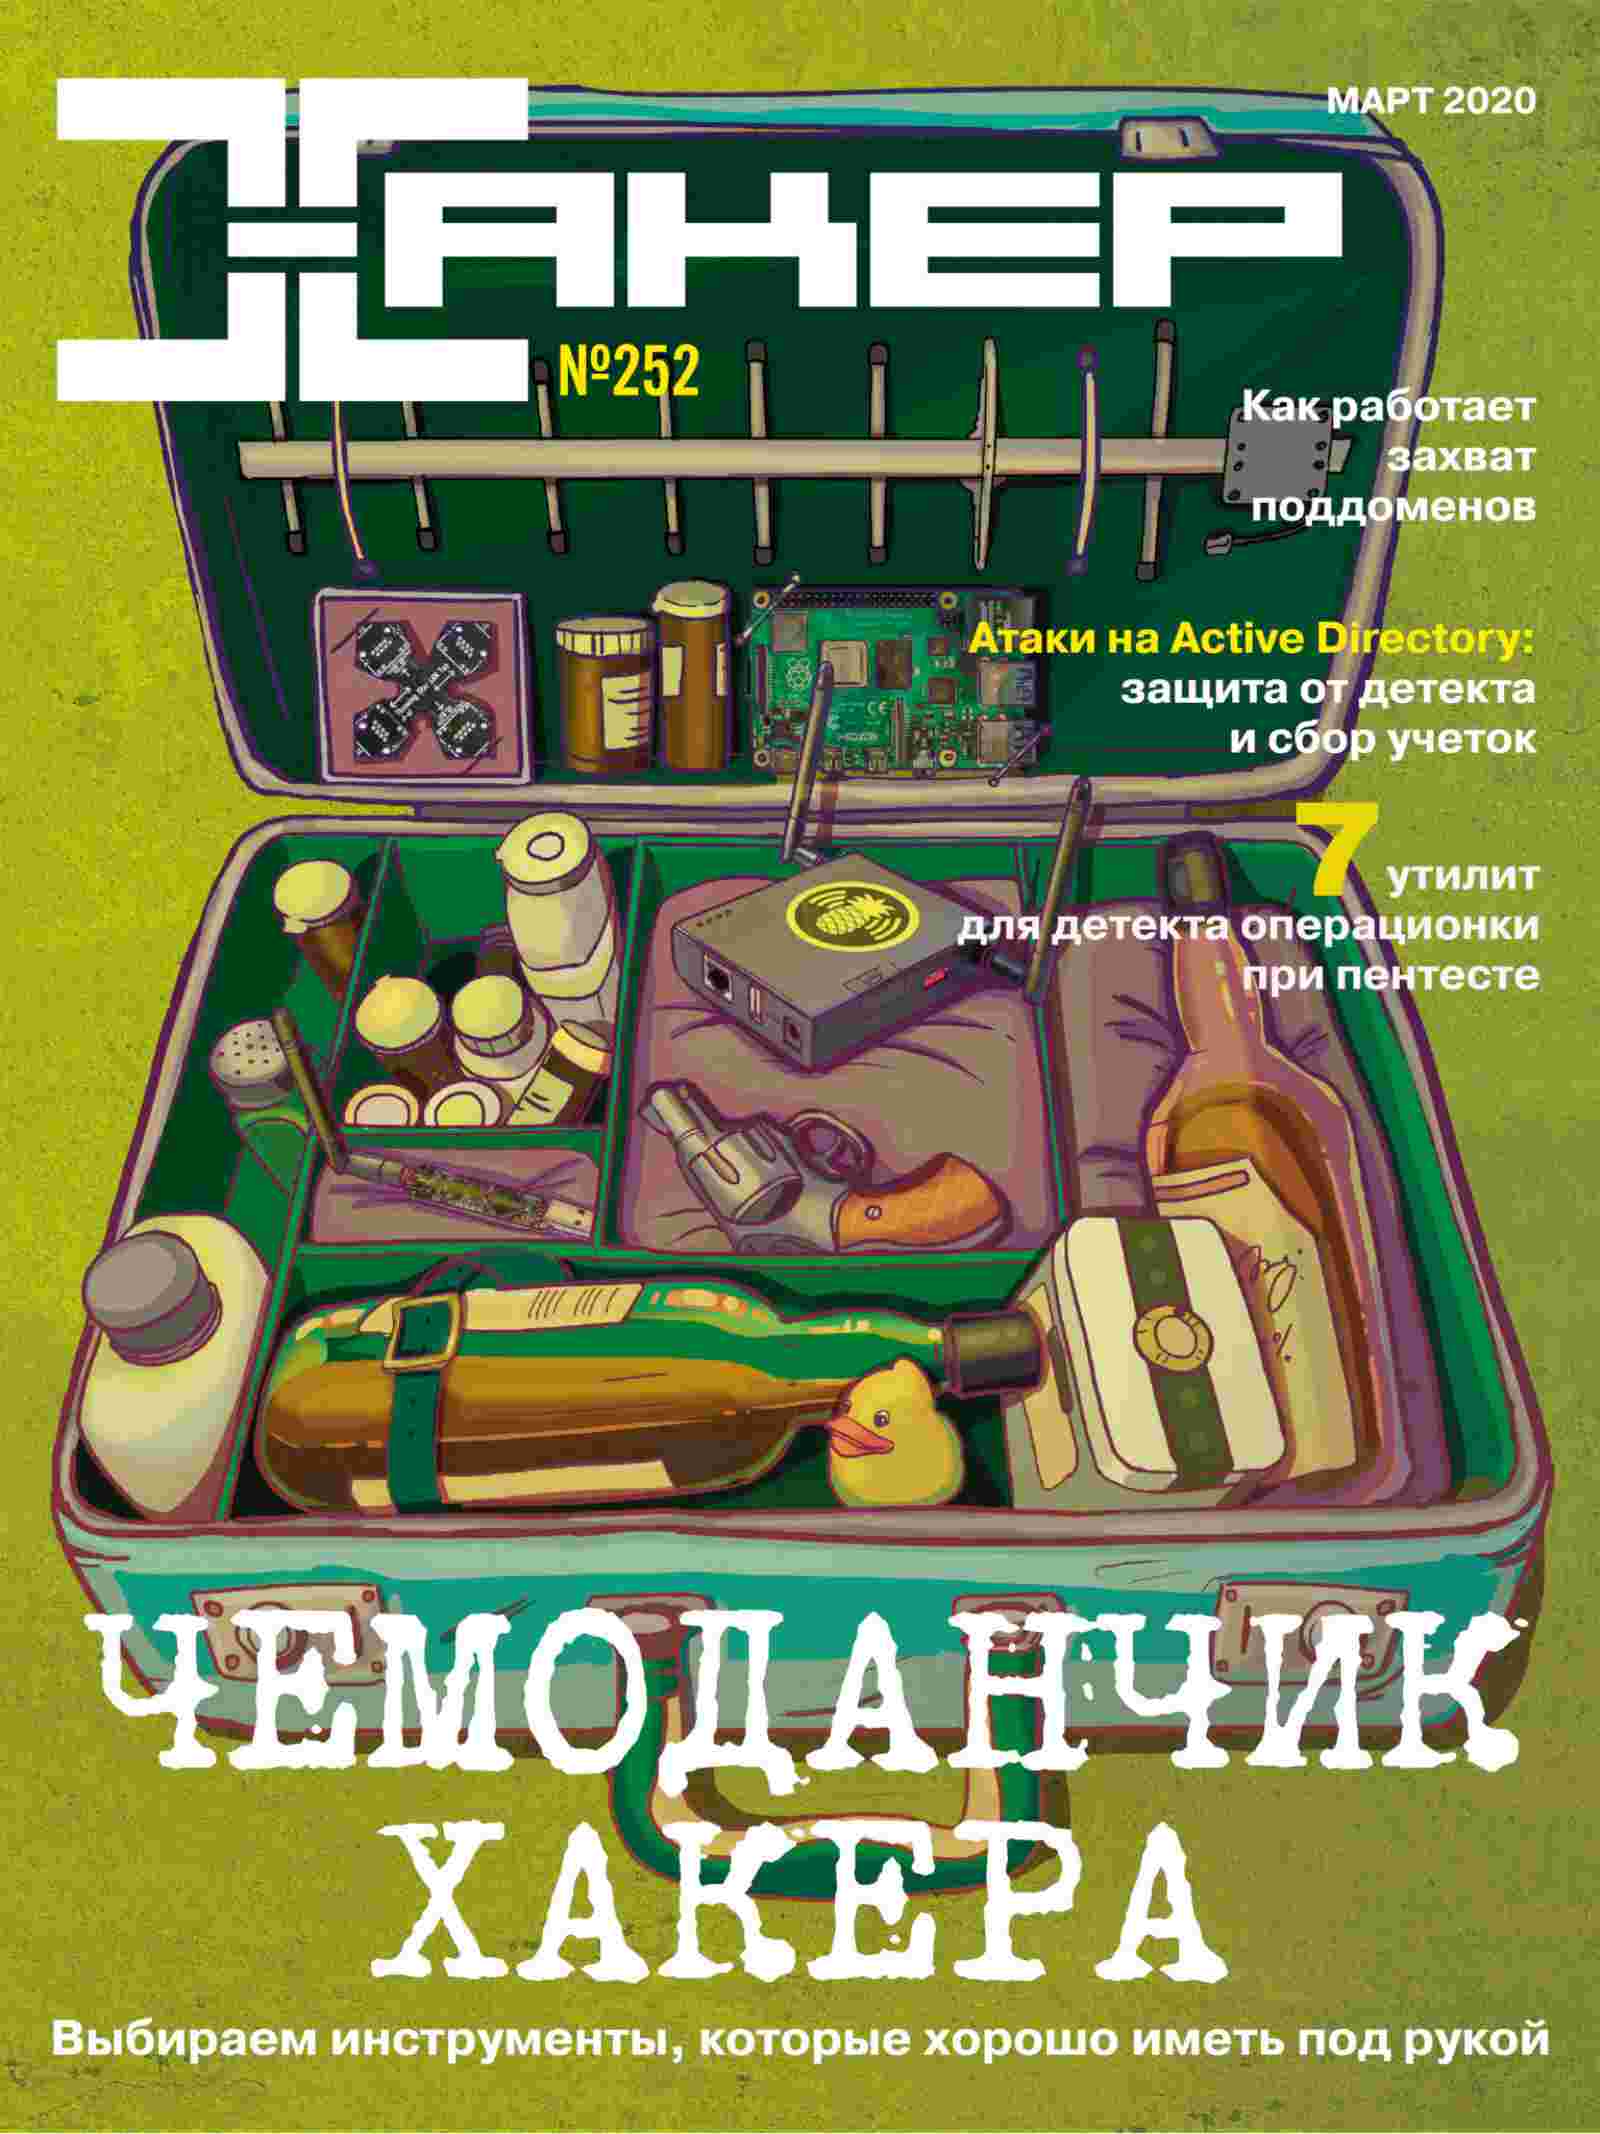 МАРТ 2020
ХАКЕР
№252
Как работает
захват
поддоменов
Атаки на Active Directory:
защита от детекта
и сбор учеток
7 утилит
для детекта операционки
при пентесте
ЧЕМОДАНЧИК
ХАКЕРА
Выбираем инструменты, которые хорошо иметь под рукой